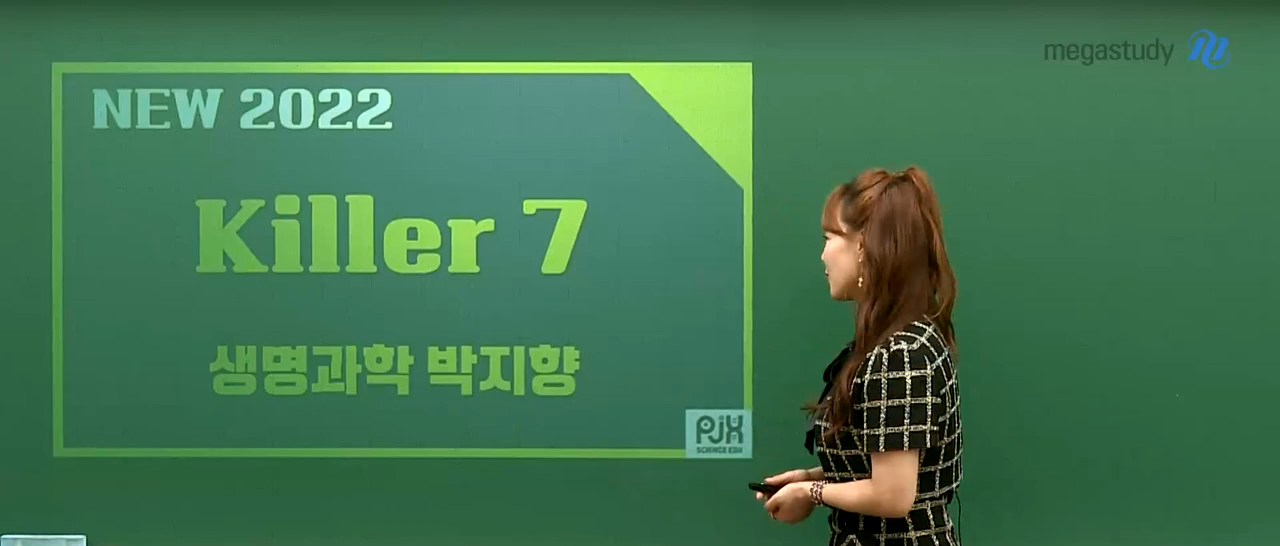 megastudy
NEW 2022
Killer 7
생명과학 박지향
PJH
SCIENCE EDU